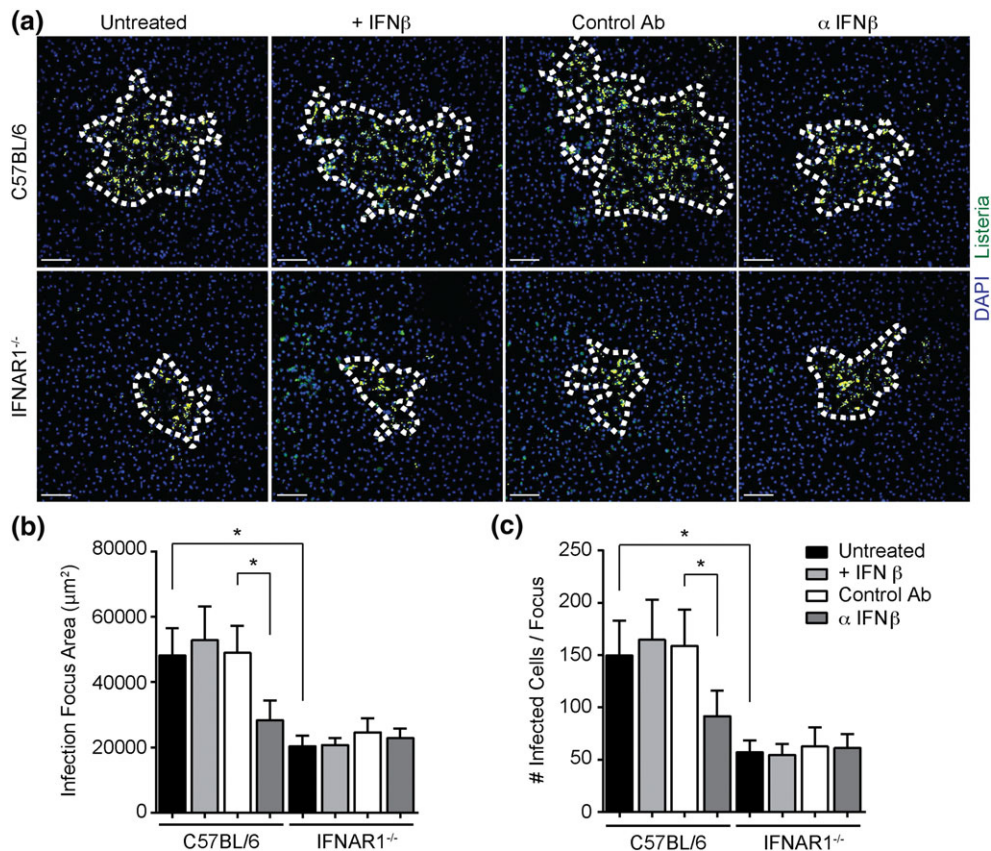 (a)
Untreated
+ IFNβ
Control Ab
α IFNβ
C57BL/6
IFNAR1-/-
DAPI Listeria
(b)
Infection Focus Area (μm²)
80000
60000
40000
20000
0
*
*
C57BL/6
IFNAR1-/-
(c)
# Infected Cells / Focus
250
200
150
100
50
0
*
*
C57BL/6
IFNAR1-/-
Untreated
+ IFN β
Control Ab
α IFNβ